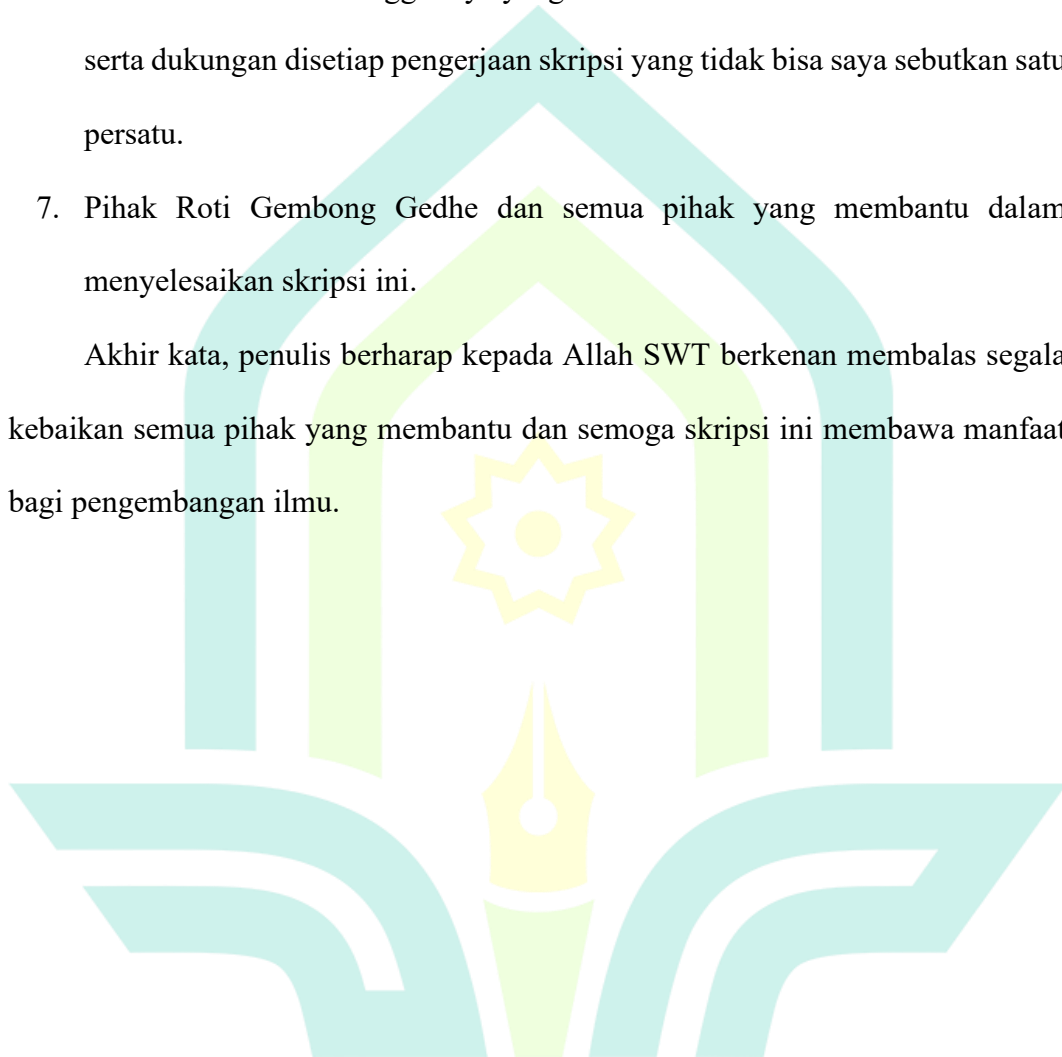 serta dukungan disetiap pengerjaan skripsi yang tidak bisa saya sebutkan satu
persatu.
7. Pihak Roti Gembong Gedhe dan semua pihak yang membantu dalam
menyelesaikan skripsi ini.
Akhir kata, penulis berharap kepada Allah SWT berkenan membalas segala
kebaikan semua pihak yang membantu dan semoga skripsi ini membawa manfaat
bagi pengembangan ilmu.